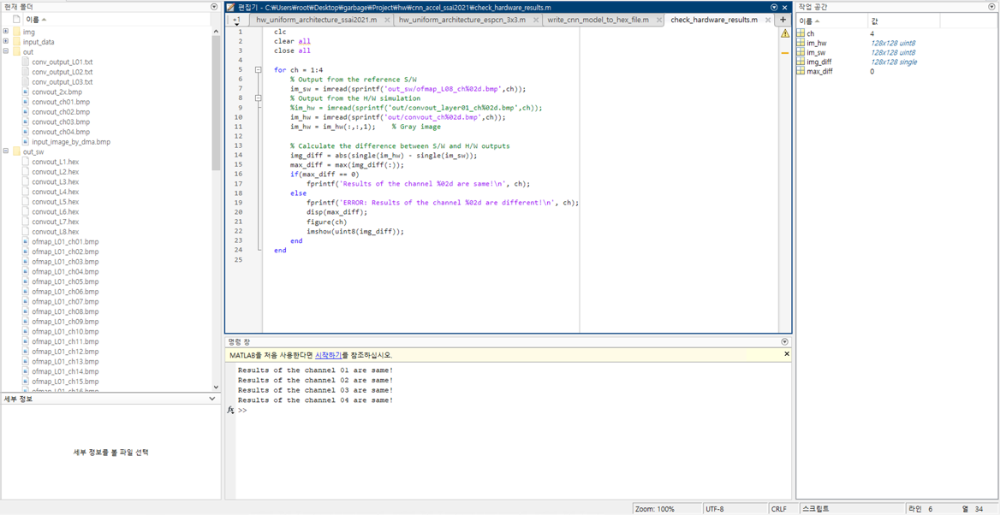 현재 폴더
이름
img
input_data
out
conv_output_L01.txt
conv_output_L02.txt
conv_output_L03.txt
convout_2x.bmp
convout_ch01.bmp
convout_ch02.bmp
convout_ch03.bmp
convout_ch04.bmp
input_image_by_dma.bmp
out_sw
convout_L1.hex
convout_L2.hex
convout_L3.hex
convout_L4.hex
convout_L5.hex
convout_L6.hex
convout_L7.hex
convout_L8.hex
ofmap_L01_ch01.bmp
ofmap_L01_ch02.bmp
ofmap_L01_ch03.bmp
ofmap_L01_ch04.bmp
ofmap_L01_ch05.bmp
ofmap_L01_ch06.bmp
ofmap_L01_ch07.bmp
ofmap_L01_ch08.bmp
ofmap_L01_ch09.bmp
ofmap_L01_ch10.bmp
ofmap_L01_ch11.bmp
ofmap_L01_ch12.bmp
ofmap_L01_ch13.bmp
ofmap_L01_ch14.bmp
ofmap_L01_ch15.bmp
ofmap_L01_ch16.bmp
세부 정보
세부 정보를 볼 파일 선택
편집기 - C:₩Users₩root₩Desktop₩garbage₩Project₩hw₩cnn_accel_ssai2021₩check_hardware_results.m
+1 hw_uniform_architecture_ssai2021.m hw_uniform_architecture_espcn_3x3.m write_cnn_model_to_hex_file.m check_hardware_results.m +
1 clc
2 clear all
3 close all
4
5 for ch = 1:4
6 % Output from the reference S/W
7 im_sw = imread(sprintf('out_sw/ofmap_L08_ch%02d.bmp',ch));
8 % Output from the H/W simulation
9 %im_hw = imread(sprintf('out/convout_layer01_ch%02d.bmp',ch));
10 im_hw = imread(sprintf('out/convout_ch%02d.bmp',ch));
11 im_hw = im_hw(:,:,1); % Gray image
12
13 % Calculate the difference between S/W and H/W outputs
14 img_diff = abs(single(im_hw) - single(im_sw));
15 max_diff = max(img_diff(:));
16 if(max_diff == 0)
17 fprintf('Results of the channel %02d are same!\n', ch);
18 else
19 fprintf('ERROR: Results of the channel %02d are different!\n', ch);
20 disp(max_diff);
21 figure(ch)
22 imshow(uint8(img_diff));
23 end
24 end
25
명령 창
MATLAB을 처음 사용한다면 시작하기를 참조하십시오.
Results of the channel 01 are same!
Results of the channel 02 are same!
Results of the channel 03 are same!
Results of the channel 04 are same!
fx >>
작업 공간
이름 값
ch 4
im_hw 128x128 uint8
im_sw 128x128 uint8
img_diff 128x128 single
max_diff 0
Zoom: 100% UTF-8 CRLF 스크립트 라인 6 열 34